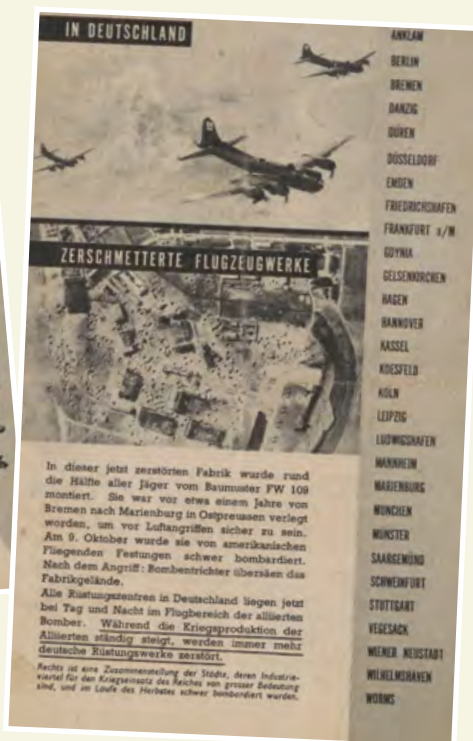 IN DEUTSCHLAND
ZERSCHMETTERTE FLUGZEUGWERKE
In dieser jetzt zerstörten Fabrik wurde rund
die Hälfte aller Jäger vom Baumuster FW 109
montiert. Sie war vor etwa einem Jahre von
Bremen nach Marienburg in Ostpreussen verlegt
worden, um vor Luftangriffen sicher zu sein.
Am 9. Oktober wurde sie von amerikanischen
Fliegenden Festungen schwer bombardiert.
Nach dem Angriff: Bombentrichter übersäen das
Fabrikgelände.
Alle Rüstungszentren in Deutschland liegen jetzt
bei Tag und Nacht im Flugbereich der alliierten
Bomber. Während die Kriegsproduktion der
Alliierten ständig steigt, werden immer mehr
deutsche Rüstungswerke zerstört.
Rechts ist eine Zusammenstellung der Städte, deren Industrie-
viertel für den Kriegseinsatz des Reiches von grosser Bedeutung
sind, und im Laufe des Herbstes schwer bombardiert wurden.
ANKLAM
BERLIN
BREMEN
DANZIG
DÜREN
DÜSSELDORF
EMDEN
FRIEDRICHSHAFEN
FRANKFURT a/M
GDYNIA
GELSENKIRCHEN
HAGEN
HANNOVER
KASSEL
KOESFELD
KÖLN
LEIPZIG
LUDWIGSHAFEN
MANNHEIM
MARIENBURG
MÜNCHEN
MÜNSTER
SAARGEMÜND
SCHWEINFURT
STUTTGART
VEGESACK
WIENER NEUSTADT
WILHELMSHAVEN
WORMS